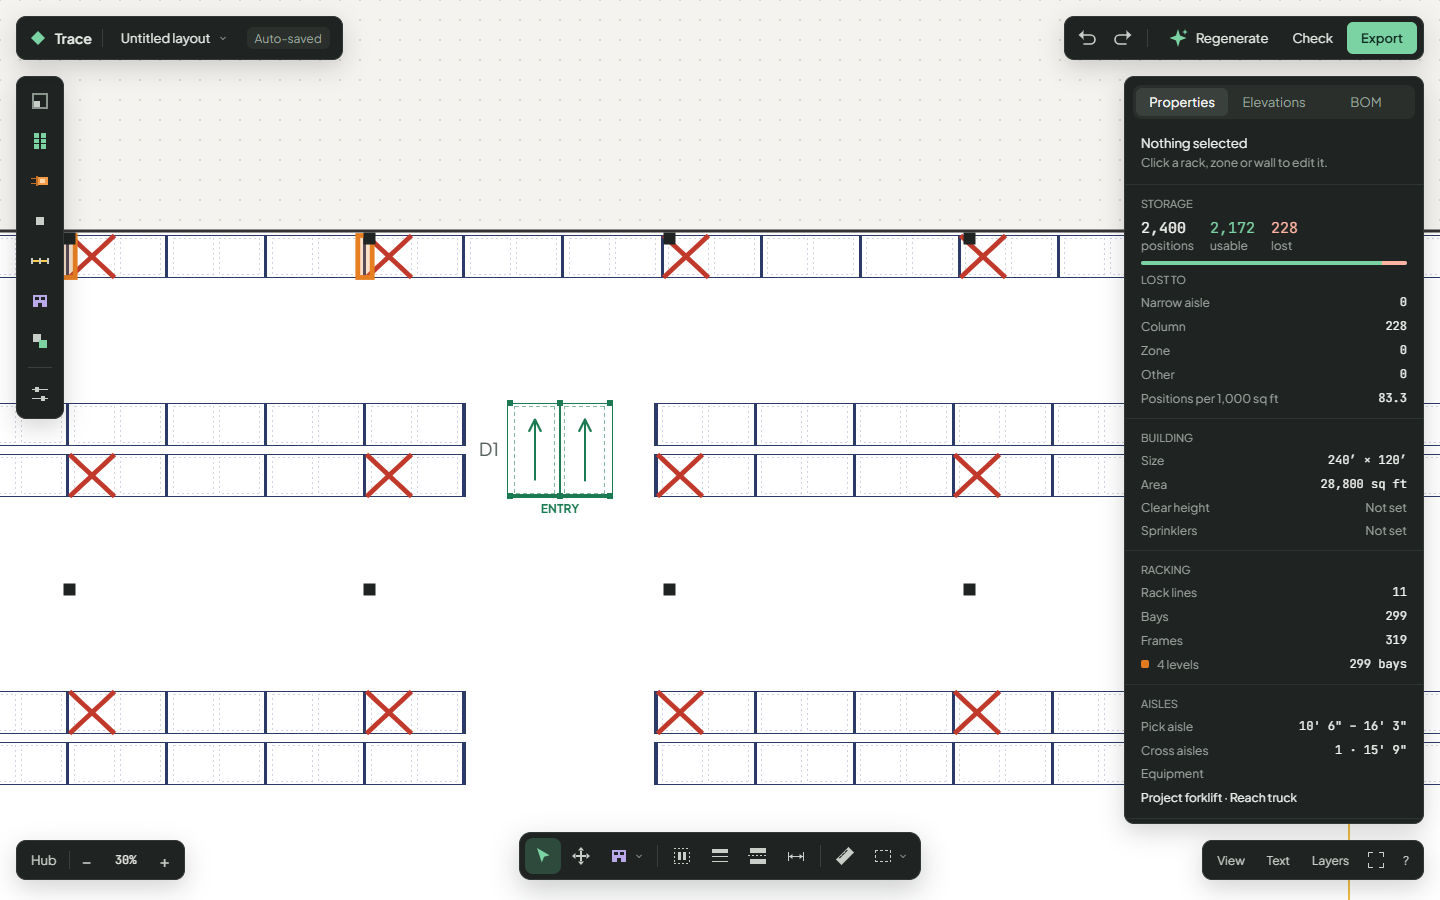 Trace
Untitled layout
Auto-saved
Regenerate
Check
Export
Properties
Elevations
BOM
Nothing selected
Click a rack, zone or wall to edit it.
STORAGE
2,400 2,172 228
positions usable lost
LOST TO
Narrow aisle 0
Column 228
Zone 0
Other 0
Positions per 1,000 sq ft 83.3
BUILDING
Size 240′ × 120′
Area 28,800 sq ft
Clear height Not set
Sprinklers Not set
RACKING
Rack lines 11
Bays 299
Frames 319
4 levels 299 bays
AISLES
Pick aisle 10' 6" – 16' 3"
Cross aisles 1 · 15' 9"
Equipment
Project forklift · Reach truck
D1
ENTRY
Hub
– 30% +
View
Text
Layers
?